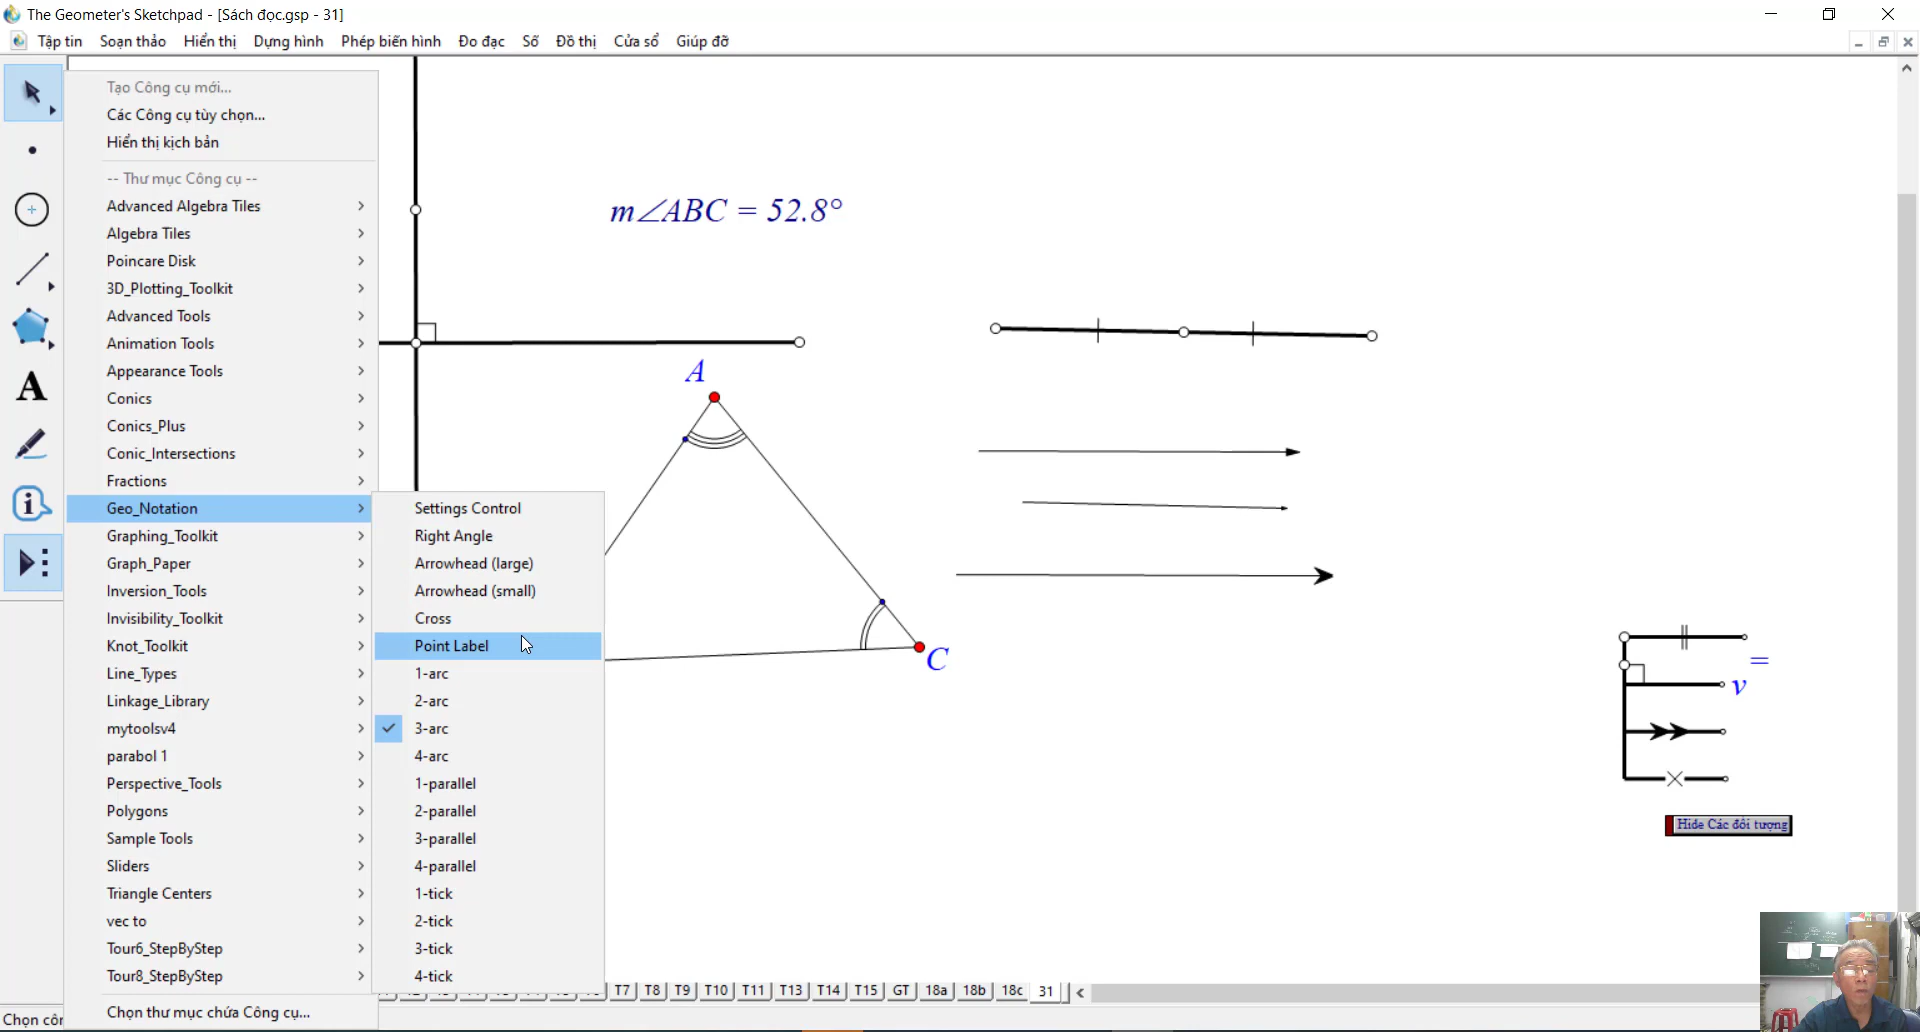 The Geometer's Sketchpad - [Sách đọc.gsp - 31]
Tập tin Soạn thảo Hiển thị Dựng hình Phép biến hình Đo đạc Số Đồ thị Cửa sổ Giúp đỡ
Tạo Công cụ mới...
Các Công cụ tùy chọn...
Hiển thị kịch bản
-- Thư mục Công cụ --
Advanced Algebra Tiles
Algebra Tiles
Poincare Disk
3D_Plotting_Toolkit
Advanced Tools
Animation Tools
Appearance Tools
Conics
Conics_Plus
Conic_Intersections
Fractions
Geo_Notation
Graphing_Toolkit
Graph_Paper
Inversion_Tools
Invisibility_Toolkit
Knot_Toolkit
Line_Types
Linkage_Library
mytoolsv4
parabol 1
Perspective_Tools
Polygons
Sample Tools
Sliders
Triangle Centers
vec to
Tour6_StepByStep
Tour8_StepByStep
Chọn thư mục chứa Công cụ...
Settings Control
Right Angle
Arrowhead (large)
Arrowhead (small)
Cross
Point Label
1-arc
2-arc
3-arc
4-arc
1-parallel
2-parallel
3-parallel
4-parallel
1-tick
2-tick
3-tick
4-tick
A
m∠ABC = 52.8°
A
C
=
v
Hide Các đối tượng
T7 T8 T9 T10 T11 T13 T14 T15 GT 18a 18b 18c 31
Chọn